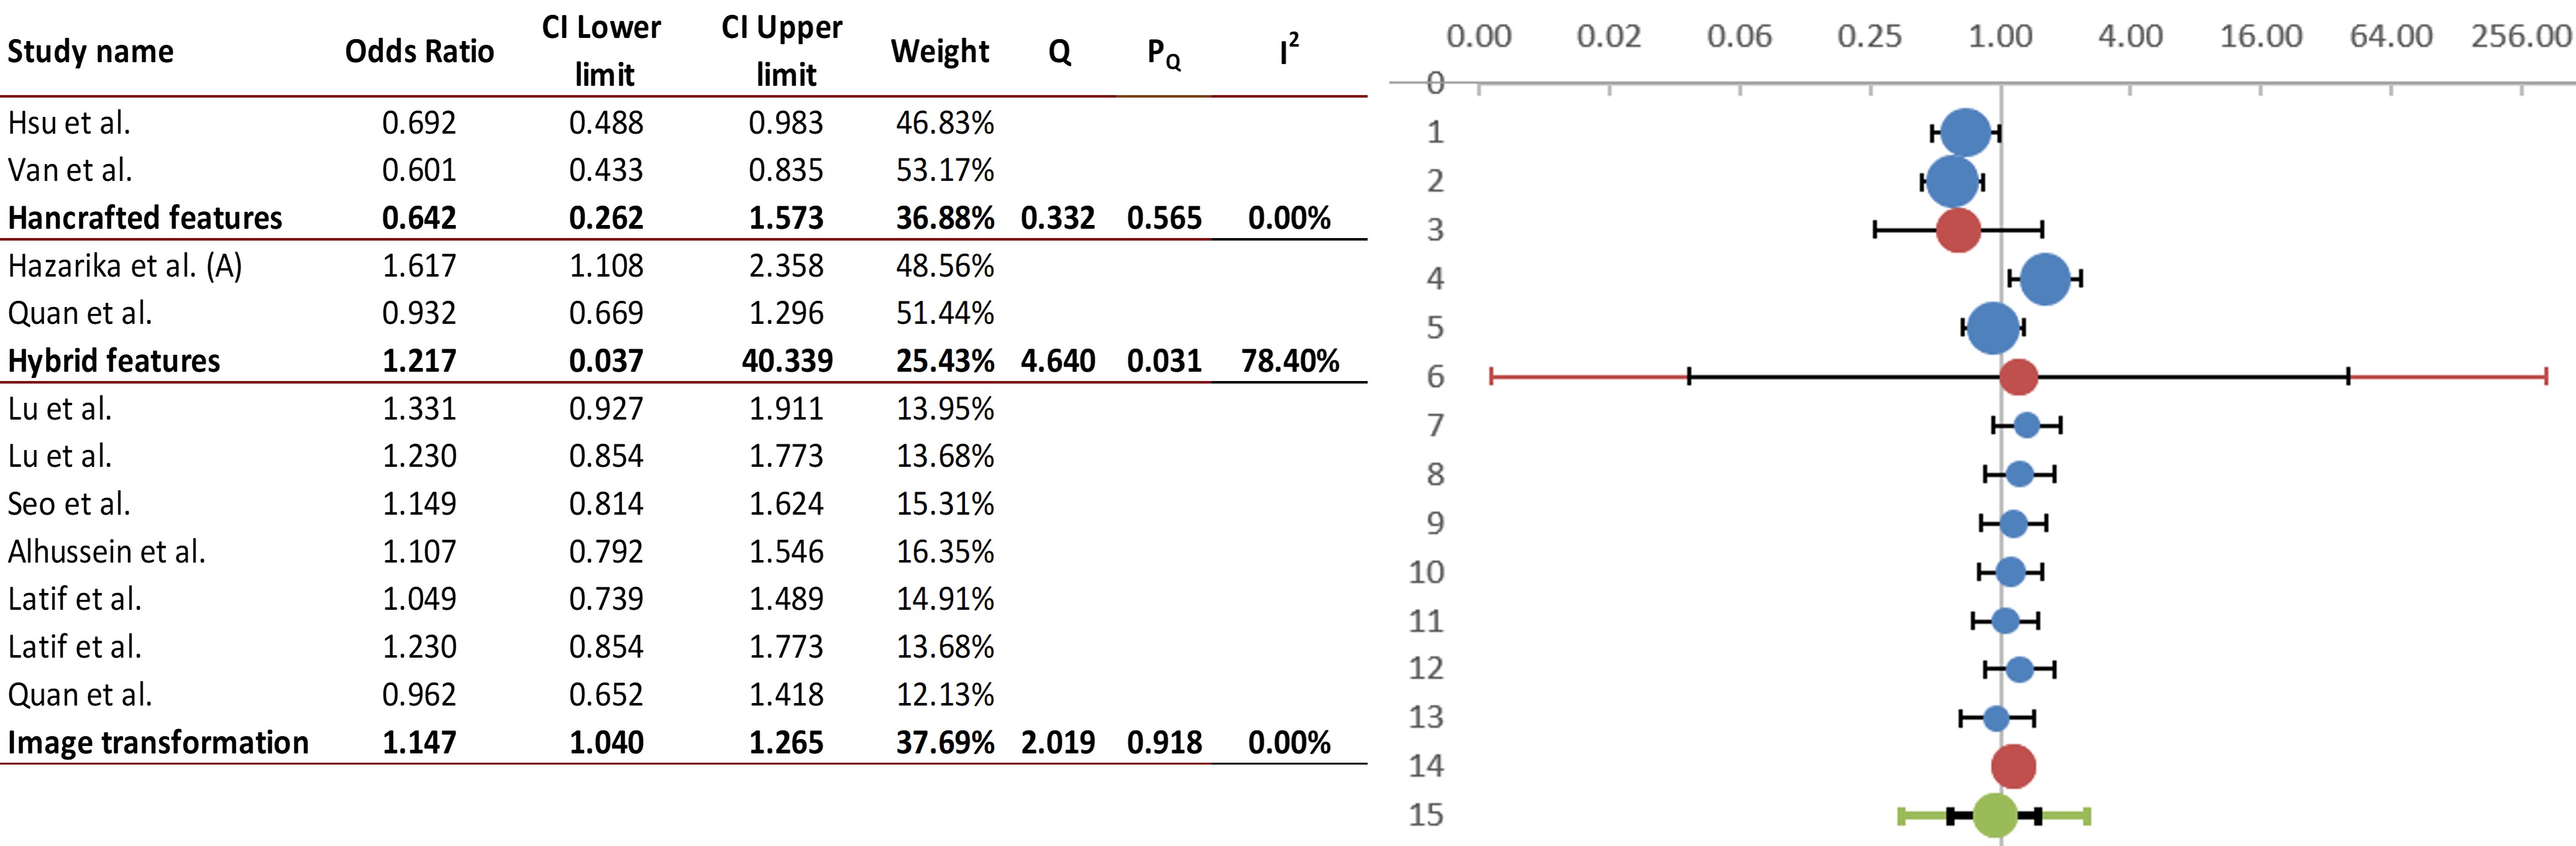 Study name Odds Ratio CI Lower limit CI Upper limit Weight Q PQ I²
Hsu et al. 0.692 0.488 0.983 46.83%
Van et al. 0.601 0.433 0.835 53.17%
Hancrafted features 0.642 0.262 1.573 36.88% 0.332 0.565 0.00%
Hazarika et al. (A) 1.617 1.108 2.358 48.56%
Quan et al. 0.932 0.669 1.296 51.44%
Hybrid features 1.217 0.037 40.339 25.43% 4.640 0.031 78.40%
Lu et al. 1.331 0.927 1.911 13.95%
Lu et al. 1.230 0.854 1.773 13.68%
Seo et al. 1.149 0.814 1.624 15.31%
Alhussein et al. 1.107 0.792 1.546 16.35%
Latif et al. 1.049 0.739 1.489 14.91%
Latif et al. 1.230 0.854 1.773 13.68%
Quan et al. 0.962 0.652 1.418 12.13%
Image transformation 1.147 1.040 1.265 37.69% 2.019 0.918 0.00%
0.00 0.02 0.06 0.25 1.00 4.00 16.00 64.00 256.00
0
1
2
3
4
5
6
7
8
9
10
11
12
13
14
15